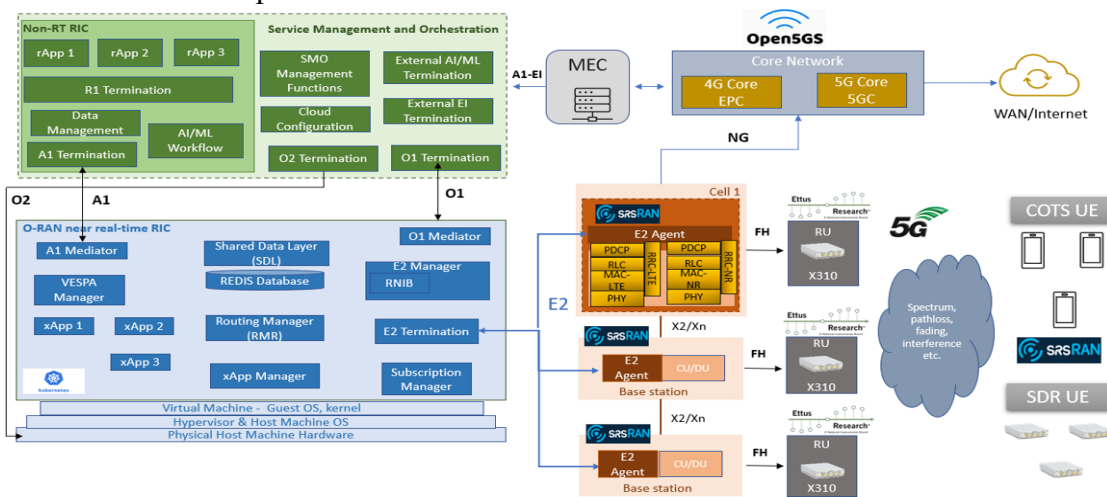 Non-RT RIC
Service Management and Orchestration
rApp 1
rApp 2
rApp 3
R1 Termination
Data
Management
AI/ML
Workflow
A1 Termination
SMO
Management
Functions
External AI/ML
Termination
Cloud
Configuration
External EI
Termination
O2 Termination
O1 Termination
A1-EI
MEC
Open5GS
Core Network
4G Core
EPC
5G Core
5GC
WAN/Internet
NG
O2
A1
O1
O-RAN near real-time RIC
A1 Mediator
Shared Data Layer
(SDL)
REDIS Database
O1 Mediator
E2 Manager
RNIB
VESPA
Manager
xApp 1
xApp 2
xApp 3
Routing Manager
(RMR)
E2 Termination
xApp Manager
Subscription
Manager
kubernetes
Virtual Machine - Guest OS, kernel
Hypervisor & Host Machine OS
Physical Host Machine Hardware
E2
Cell 1
SRSRAN
E2 Agent
PDCP
RLC
MAC-
LTE
PHY
RRC-LTE
PDCP
RLC
MAC-
NR
PHY
RRC-NR
FH
Ettus
Research
RU
X310
X2/Xn
SRSRAN
E2
Agent
CU/DU
Base station
FH
Ettus
Research
RU
X310
X2/Xn
SRSRAN
E2
Agent
CU/DU
Base station
FH
Ettus
Research
RU
X310
5G
Spectrum,
pathloss,
fading,
interference
etc.
COTS UE
SRSRAN
SDR UE